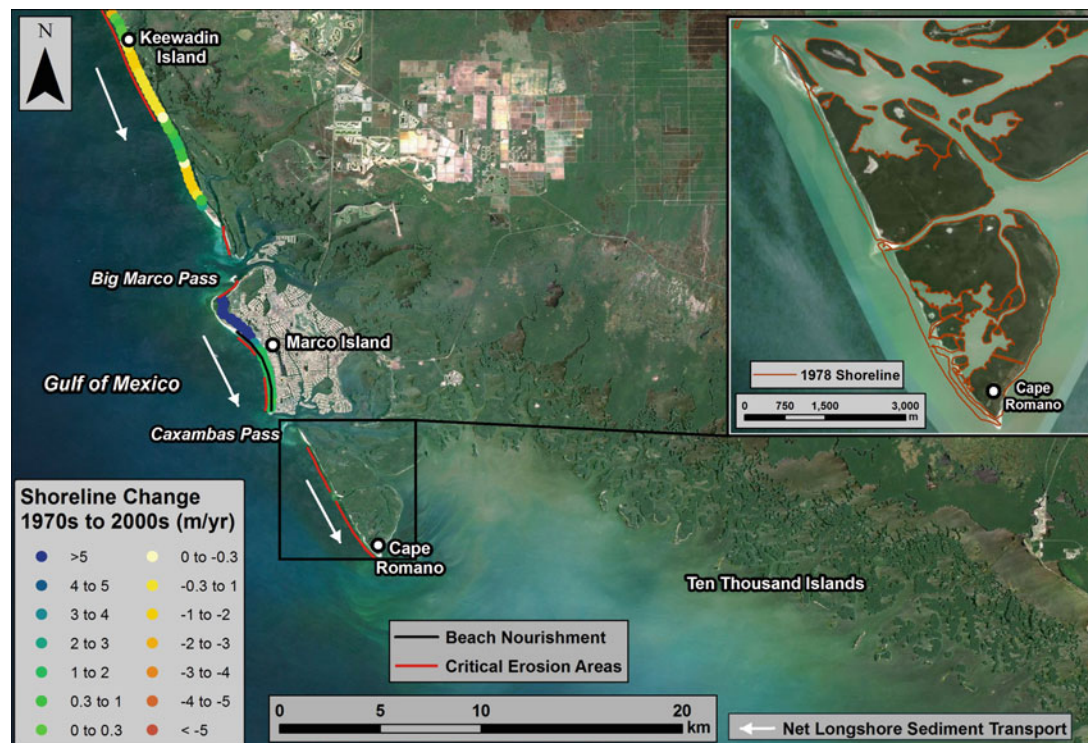 N
Keewadin
Island
Big Marco Pass
Marco Island
Gulf of Mexico
Caxambas Pass
Cape
Romano
Ten Thousand Islands
1978 Shoreline
0 750 1,500 3,000
m
Cape
Romano
Shoreline Change
1970s to 2000s (m/yr)
>5
4 to 5
3 to 4
2 to 3
1 to 2
0.3 to 1
0 to 0.3
0 to -0.3
-0.3 to 1
-1 to -2
-2 to -3
-3 to -4
-4 to -5
< -5
Beach Nourishment
Critical Erosion Areas
0 5 10 20
km
Net Longshore Sediment Transport